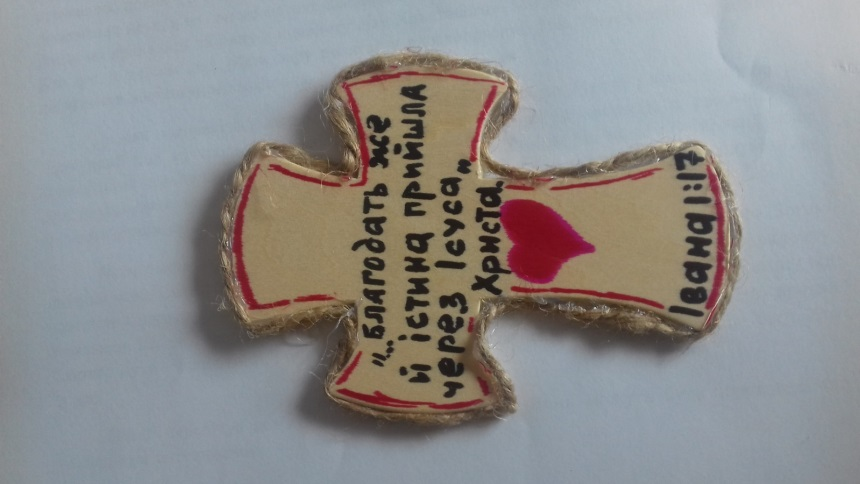 "...Благодать же
й істина прийшла
через Ісуса„
Христа.
Івана 1:17